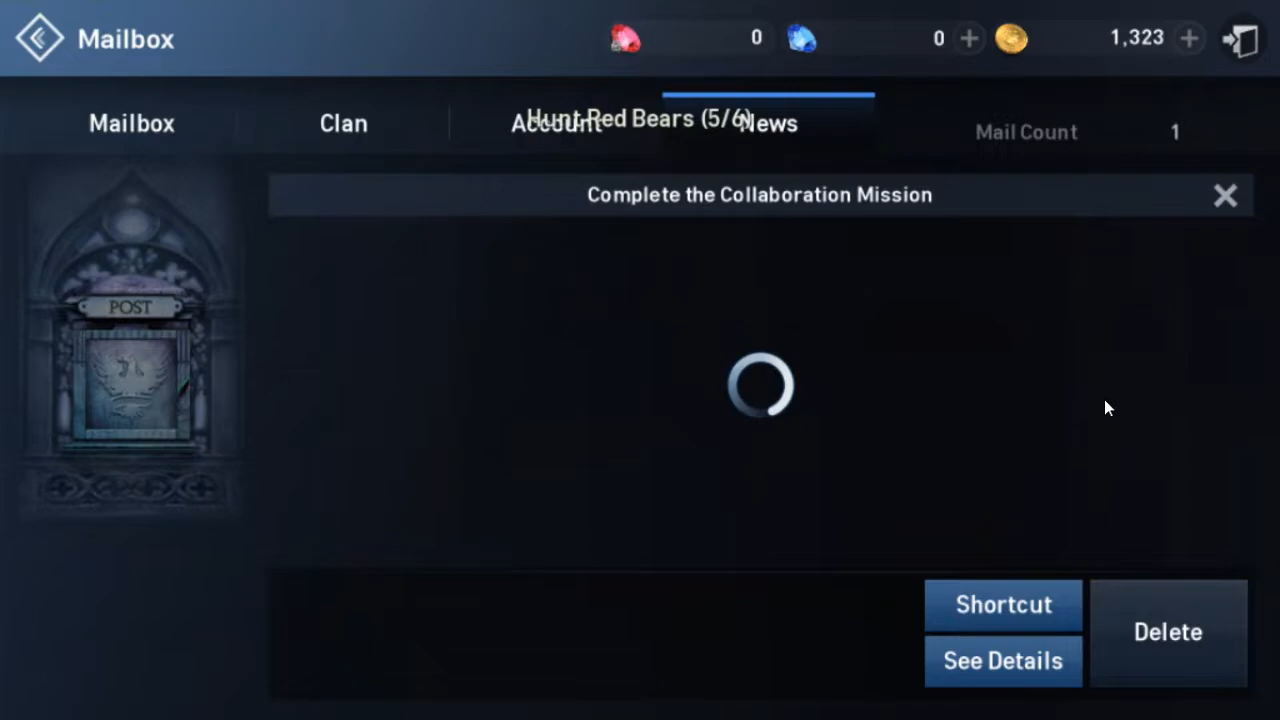 Mailbox
0
0
1,323
Mailbox
Clan
Account
News
Hunt Red Bears (5/6)
Mail Count 1
Complete the Collaboration Mission
POST
Shortcut
See Details
Delete